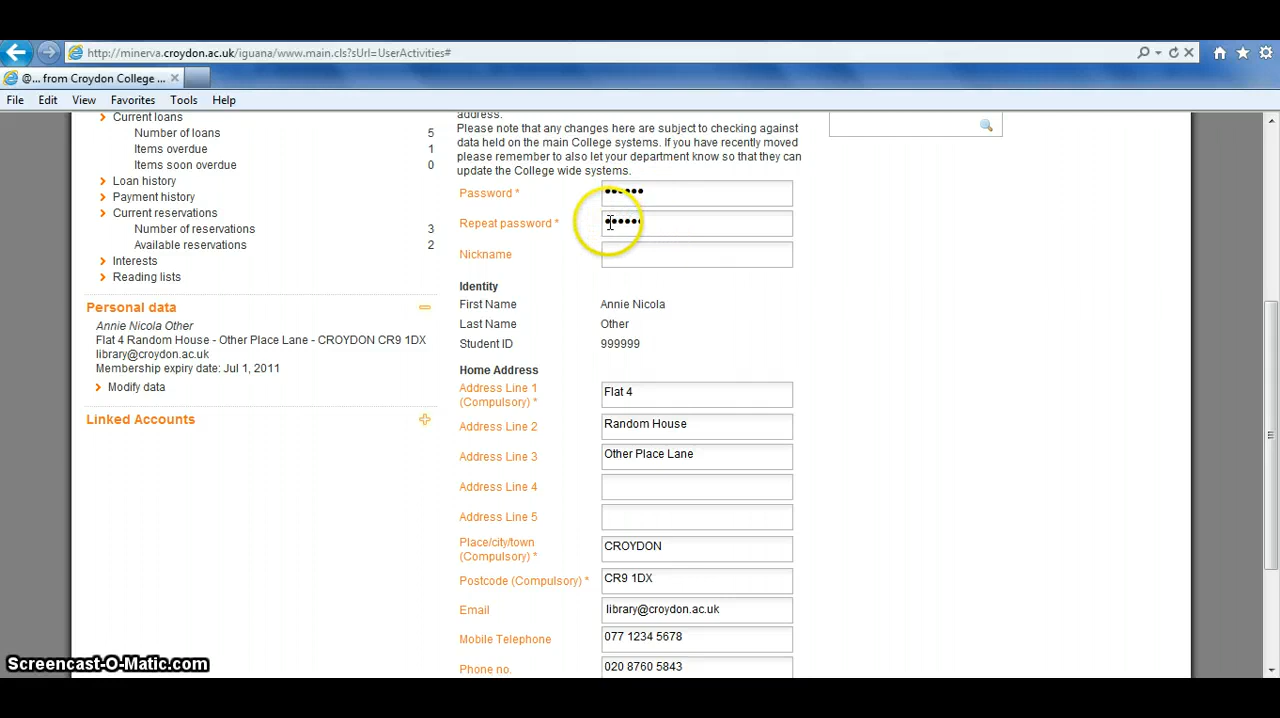 http://minerva.croydon.ac.uk/iguana/www.main.cls?sUrl=UserActivities#
@... from Croydon College ...
File Edit View Favorites Tools Help
Current loans
Number of loans 5
Items overdue 1
Items soon overdue 0
Loan history
Payment history
Current reservations
Number of reservations 3
Available reservations 2
Interests
Reading lists
Personal data
Annie Nicola Other
Flat 4 Random House - Other Place Lane - CROYDON CR9 1DX
library@croydon.ac.uk
Membership expiry date: Jul 1, 2011
Modify data
Linked Accounts
address.
Please note that any changes here are subject to checking against
data held on the main College systems. If you have recently moved
please remember to also let your department know so that they can
update the College wide systems.
Password * ••••••
Repeat password * ••••••
Nickname
Identity
First Name Annie Nicola
Last Name Other
Student ID 999999
Home Address
Address Line 1
(Compulsory) * Flat 4
Address Line 2 Random House
Address Line 3 Other Place Lane
Address Line 4
Address Line 5
Place/city/town
(Compulsory) * CROYDON
Postcode (Compulsory) * CR9 1DX
Email library@croydon.ac.uk
Mobile Telephone 077 1234 5678
Phone no. 020 8760 5843
Screencast-O-Matic.com